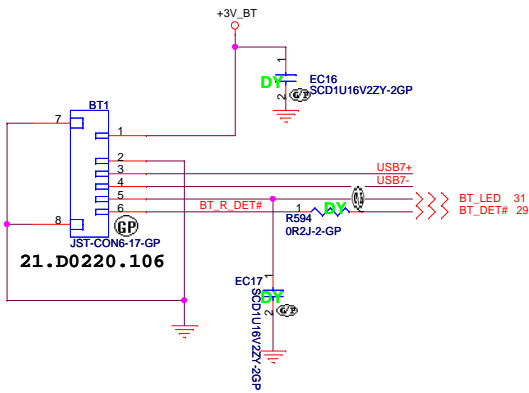 +3V_BT
1
DY
EC16
SCD1U16V2ZY-2GP
2
GP
BT1
7
1
2
3
USB7+
4
USB7-
5
BT_LED 31
6
BT_R_DET#
1
DY
BT_DET# 29
8
GP
R594
0R2J-2-GP
JST-CON6-17-GP
21.D0220.106
EC17
1
DY
2
GP
SCD1U16V2ZY-2GP